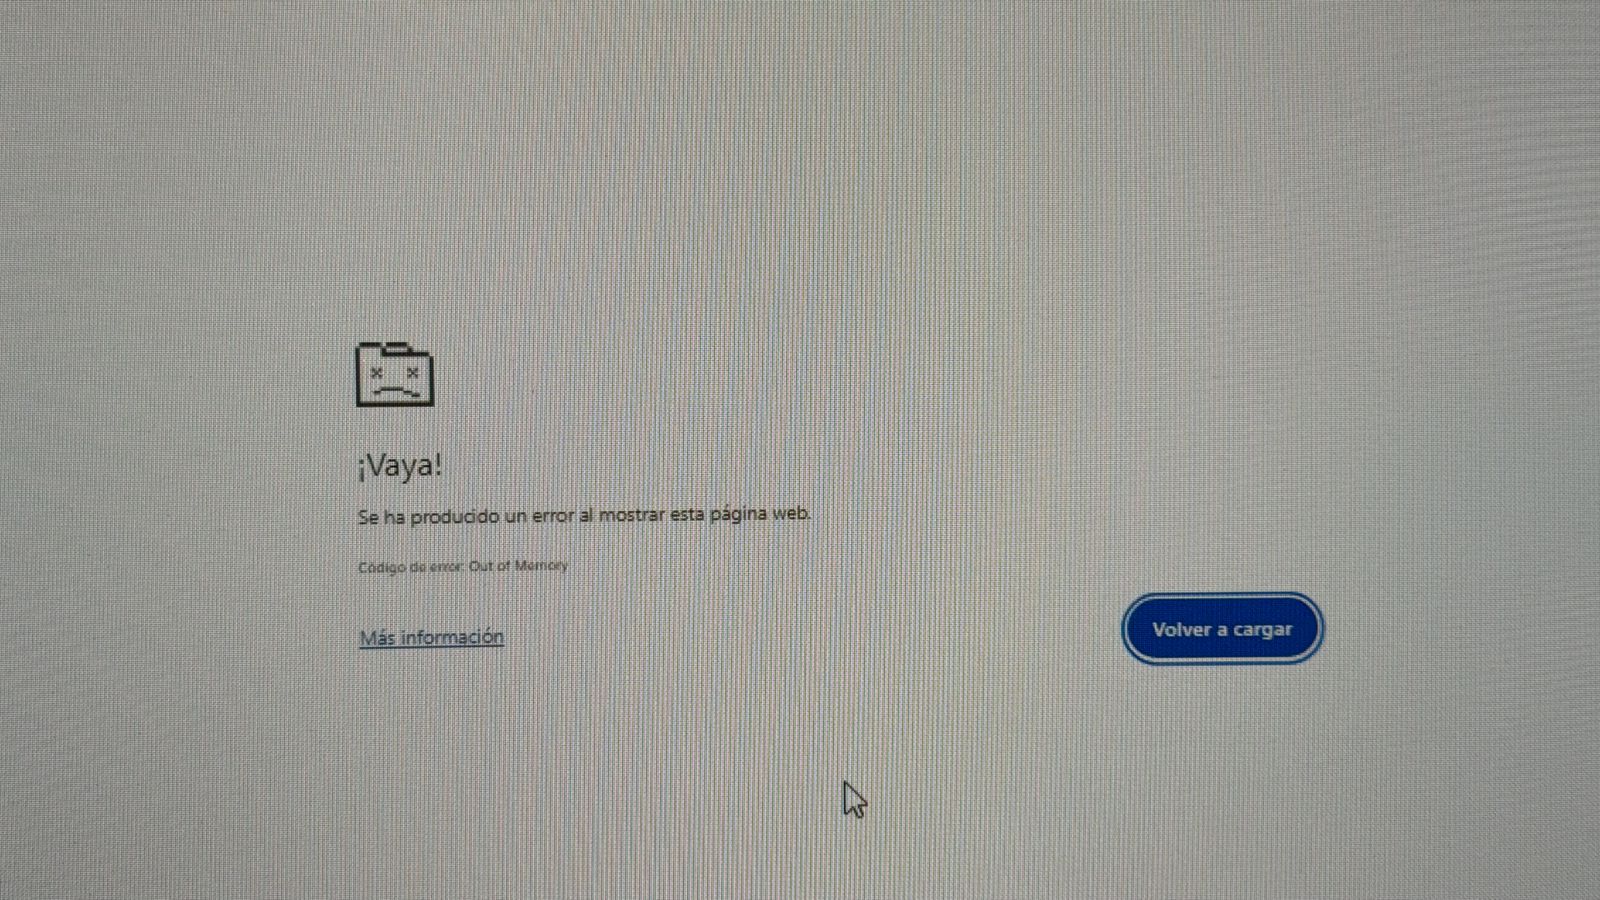 ¡Vaya!
Se ha producido un error al mostrar esta página web.
Código de error: Out of Memory
Más información
Volver a cargar